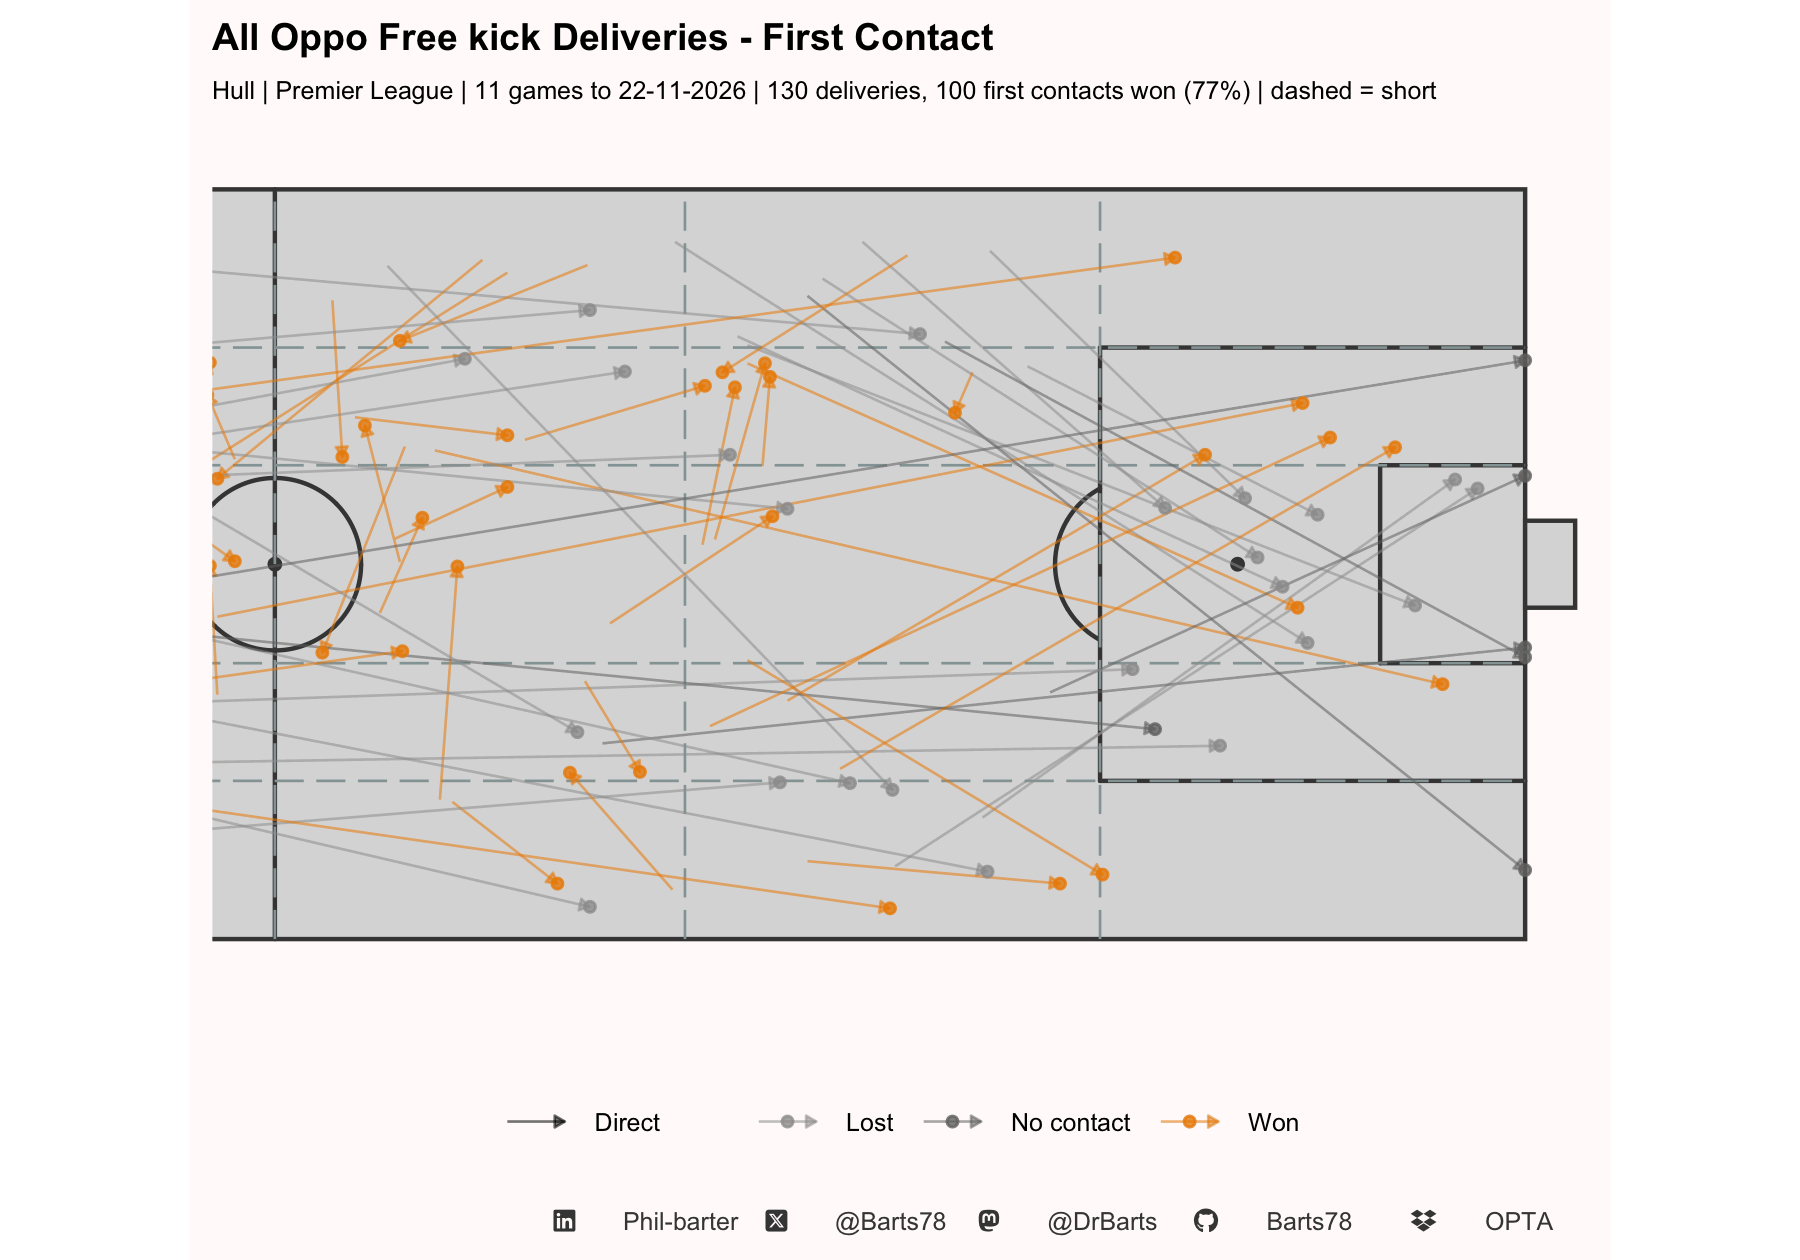 All Oppo Free kick Deliveries - First Contact
Hull | Premier League | 11 games to 22-11-2026 | 130 deliveries, 100 first contacts won (77%) | dashed = short
Direct Lost No contact Won
Phil-barter @Barts78 @DrBarts Barts78 OPTA